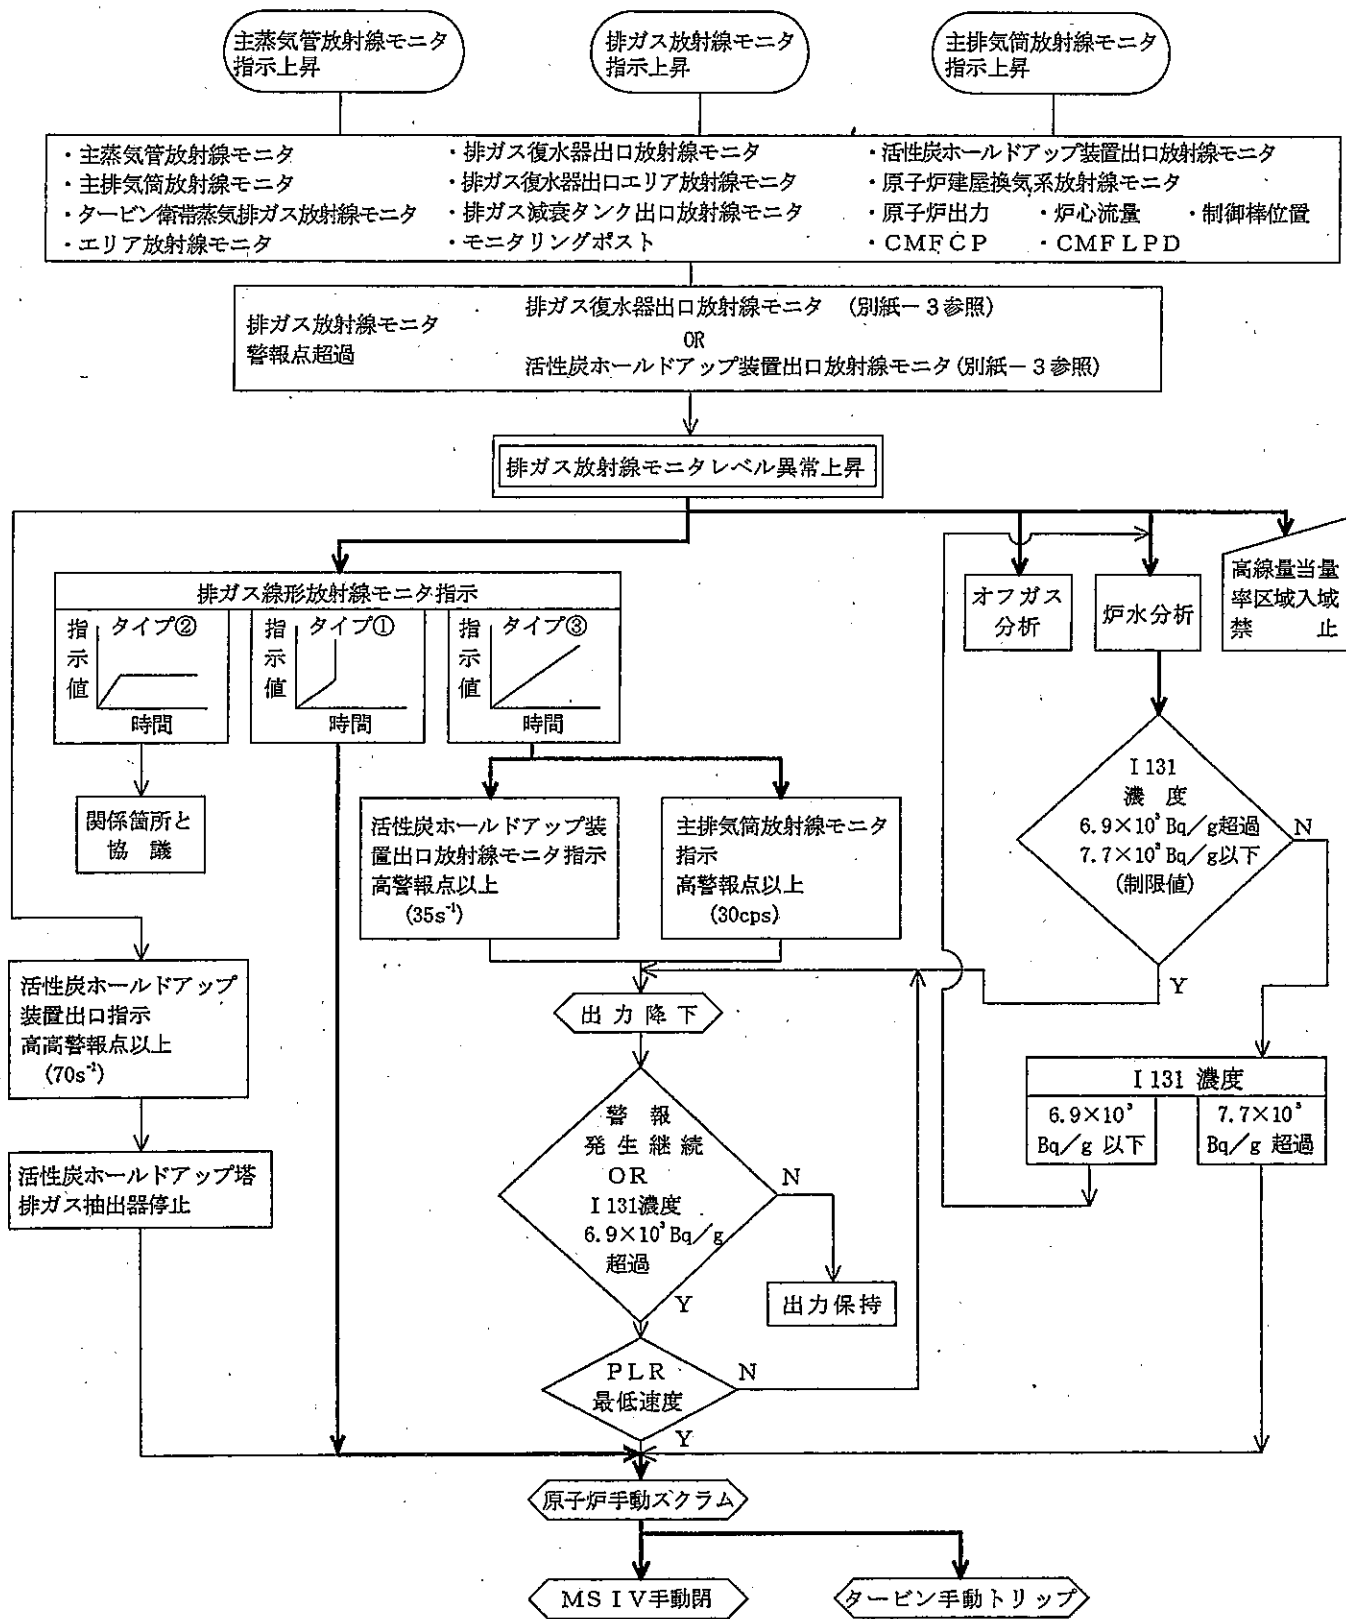 主蒸気管放射線モニタ
指示上昇
排ガス放射線モニタ
指示上昇
主排気筒放射線モニタ
指示上昇
・主蒸気管放射線モニタ
・主排気筒放射線モニタ
・タービン衛帯蒸気排ガス放射線モニタ
・エリア放射線モニタ
・排ガス復水器出口放射線モニタ
・排ガス復水器出口エリア放射線モニタ
・排ガス減衰タンク出口放射線モニタ
・モニタリングポスト
・活性炭ホールドアップ装置出口放射線モニタ
・原子炉建屋換気系放射線モニタ
・原子炉出力 ・炉心流量 ・制御棒位置
・CMFCP ・CMFLPD
排ガス放射線モニタ
警報点超過
排ガス復水器出口放射線モニタ (別紙-3参照)
OR
活性炭ホールドアップ装置出口放射線モニタ(別紙-3参照)
排ガス放射線モニタレベル異常上昇
排ガス線形放射線モニタ指示
指示値
タイプ②
時間
指示値
タイプ①
時間
指示値
タイプ③
時間
オフガス
分析
炉水分析
高線量当量
率区域入域
禁 止
関係箇所と
協 議
活性炭ホールドアップ装
置出口放射線モニタ指示
高警報点以上
(35s⁻¹)
主排気筒放射線モニタ
指示
高警報点以上
(30cps)
I 131
濃 度
6.9×10³Bq/g超過
7.7×10³Bq/g以下
(制限値)
N
Y
活性炭ホールドアップ
装置出口指示
高高警報点以上
(70s⁻¹)
出力降下
I 131 濃度
6.9×10³
Bq/g 以下
7.7×10³
Bq/g 超過
警 報
発生継続
OR
I 131濃度
6.9×10³Bq/g
超過
N
Y
活性炭ホールドアップ塔
排ガス抽出器停止
出力保持
PLR
最低速度
N
Y
原子炉手動スクラム
MSIV手動閉
タービン手動トリップ